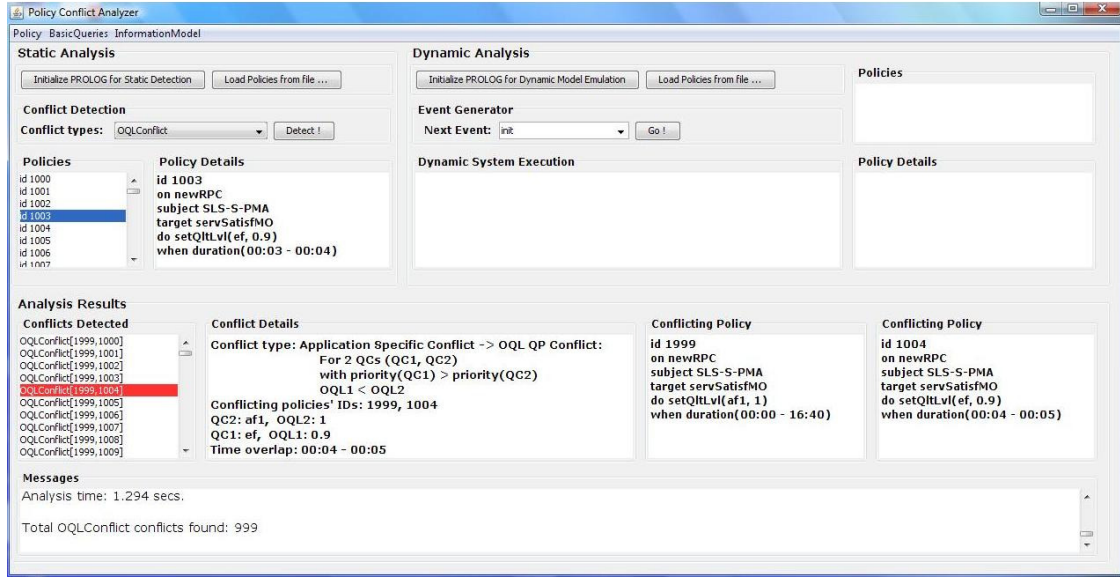 Policy Conflict Analyzer
Policy BasicQueries InformationModel
Static Analysis
Initialize PROLOG for Static Detection
Load Policies from file ...
Conflict Detection
Conflict types: OQLConflict
Detect !
Policies
id 1000
id 1001
id 1002
id 1003
id 1004
id 1005
id 1006
id 1007
Policy Details
id 1003
on newRPC
subject SLS-S-PMA
target servSatisfMO
do setQltLvl(ef, 0.9)
when duration(00:03 - 00:04)
Dynamic Analysis
Initialize PROLOG for Dynamic Model Emulation
Load Policies from file ...
Event Generator
Next Event: init
Go !
Dynamic System Execution
Policies
Policy Details
Analysis Results
Conflicts Detected
OQLConflict[1999,1000]
OQLConflict[1999,1001]
OQLConflict[1999,1002]
OQLConflict[1999,1003]
OQLConflict[1999,1004]
OQLConflict[1999,1005]
OQLConflict[1999,1006]
OQLConflict[1999,1007]
OQLConflict[1999,1008]
OQLConflict[1999,1009]
Conflict Details
Conflict type: Application Specific Conflict -> OQL QP Conflict:
For 2 QCs (QC1, QC2)
with priority(QC1) > priority(QC2)
OQL1 < OQL2
Conflicting policies' IDs: 1999, 1004
QC2: af1, OQL2: 1
QC1: ef, OQL1: 0.9
Time overlap: 00:04 - 00:05
Conflicting Policy
id 1999
on newRPC
subject SLS-S-PMA
target servSatisfMO
do setQltLvl(af1, 1)
when duration(00:00 - 16:40)
Conflicting Policy
id 1004
on newRPC
subject SLS-S-PMA
target servSatisfMO
do setQltLvl(ef, 0.9)
when duration(00:04 - 00:05)
Messages
Analysis time: 1.294 secs.
Total OQLConflict conflicts found: 999